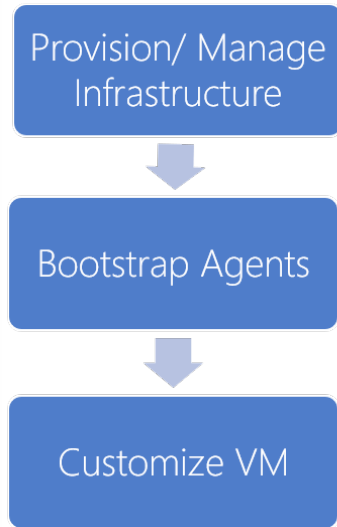 Provision/ Manage
Infrastructure
Bootstrap Agents
Customize VM